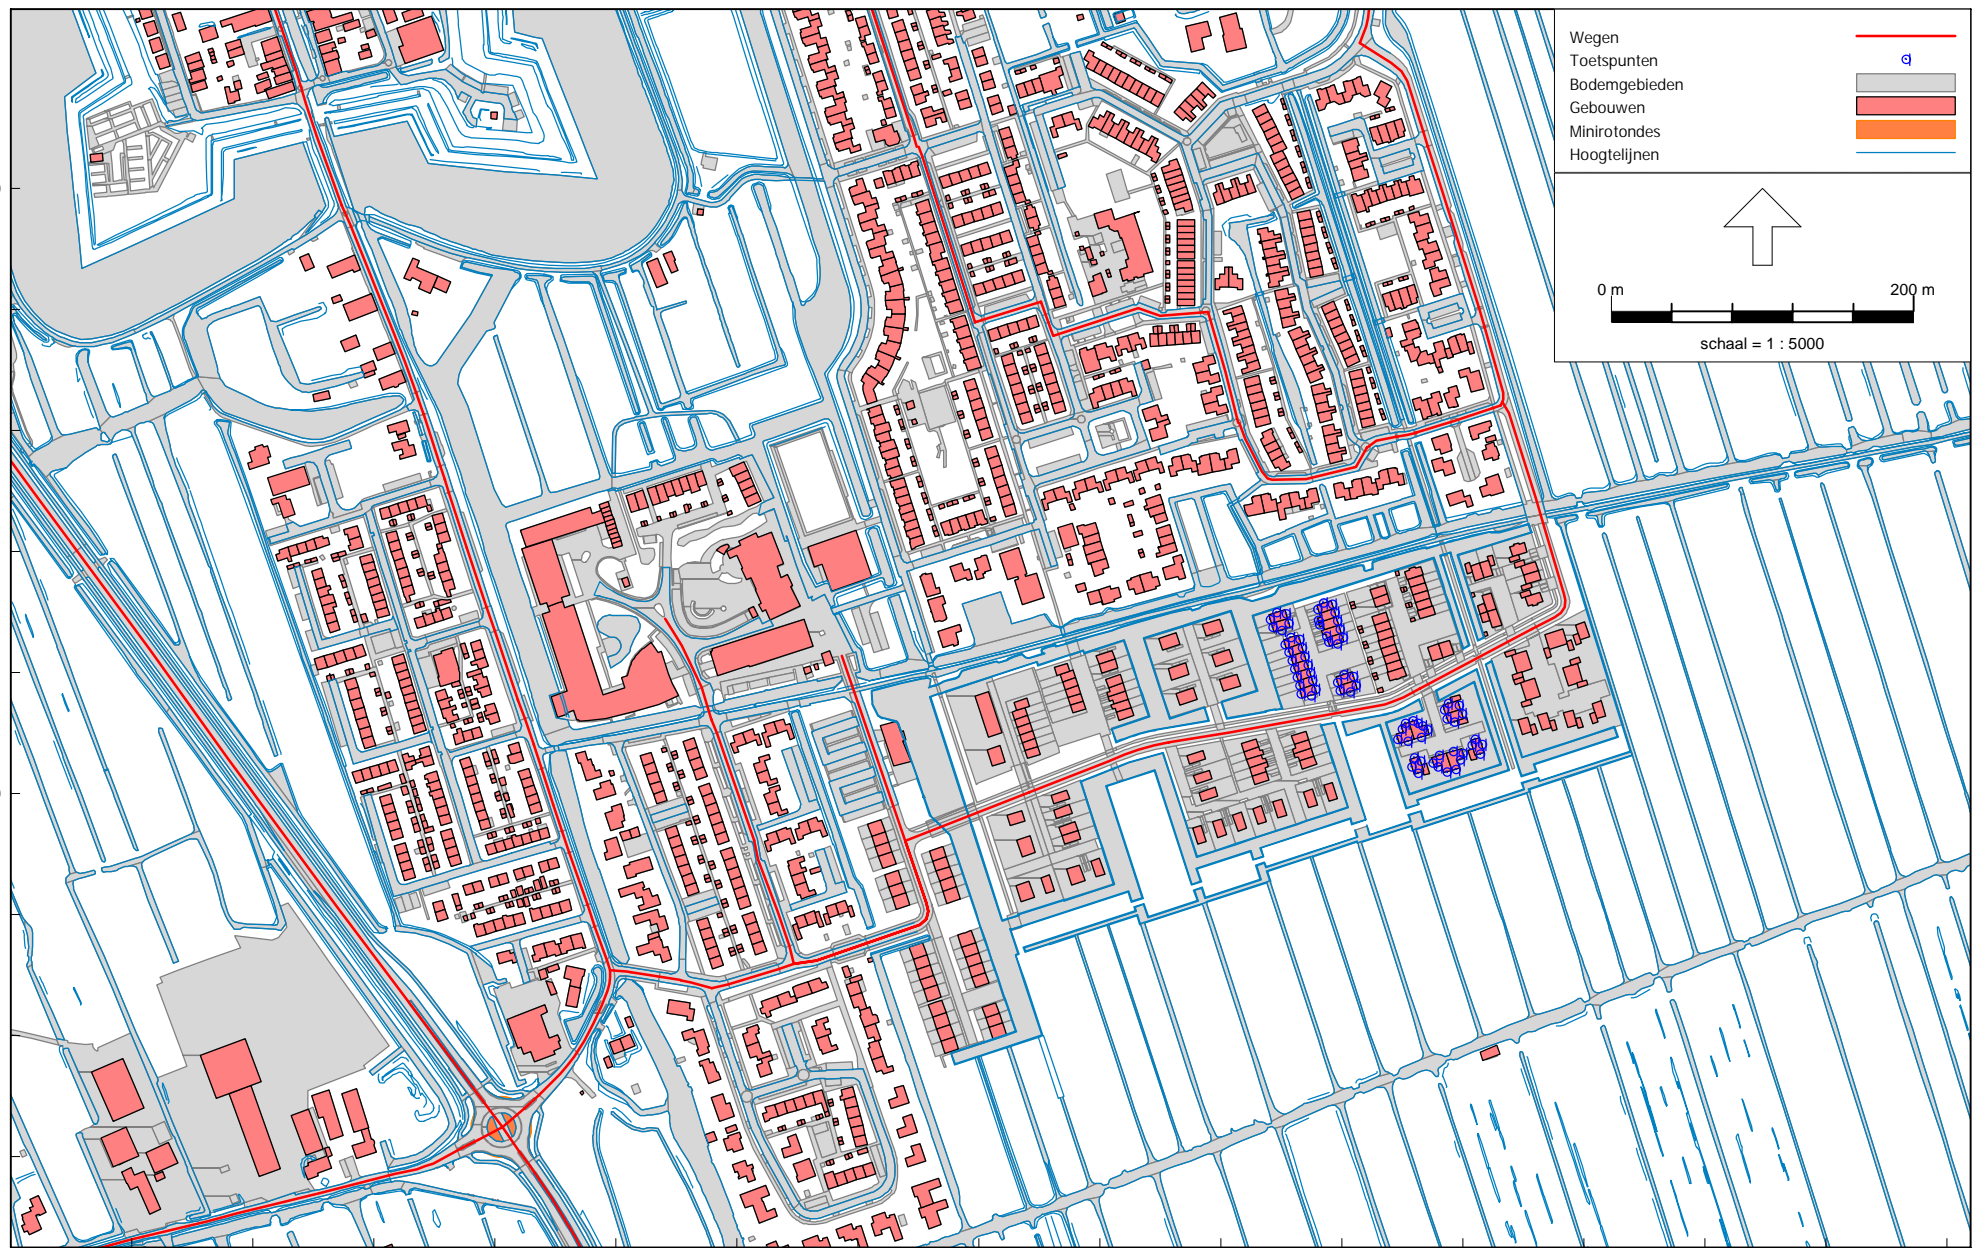 Wegen
Toetspunten
Bodemgebieden
Gebouwen
Minirotondes
Hoogtelijnen
0 m 200 m
schaal = 1 : 5000